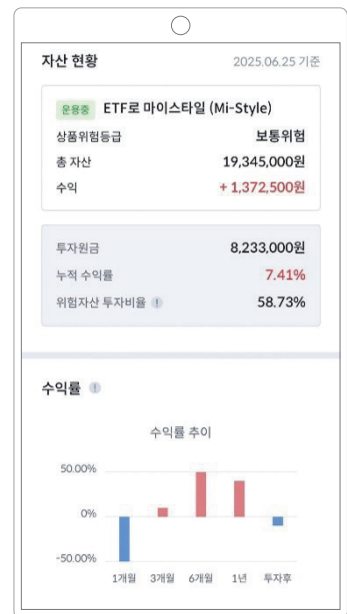 자산 현황 2025.06.25 기준
운용중 ETF로 마이스타일 (Mi-Style)
상품위험등급 보통위험
총 자산 19,345,000원
수익 + 1,372,500원
투자원금 8,233,000원
누적 수익률 7.41%
위험자산 투자비율 ! 58.73%
수익률 !
수익률 추이
50.00%
0%
-50.00%
1개월 3개월 6개월 1년 투자후